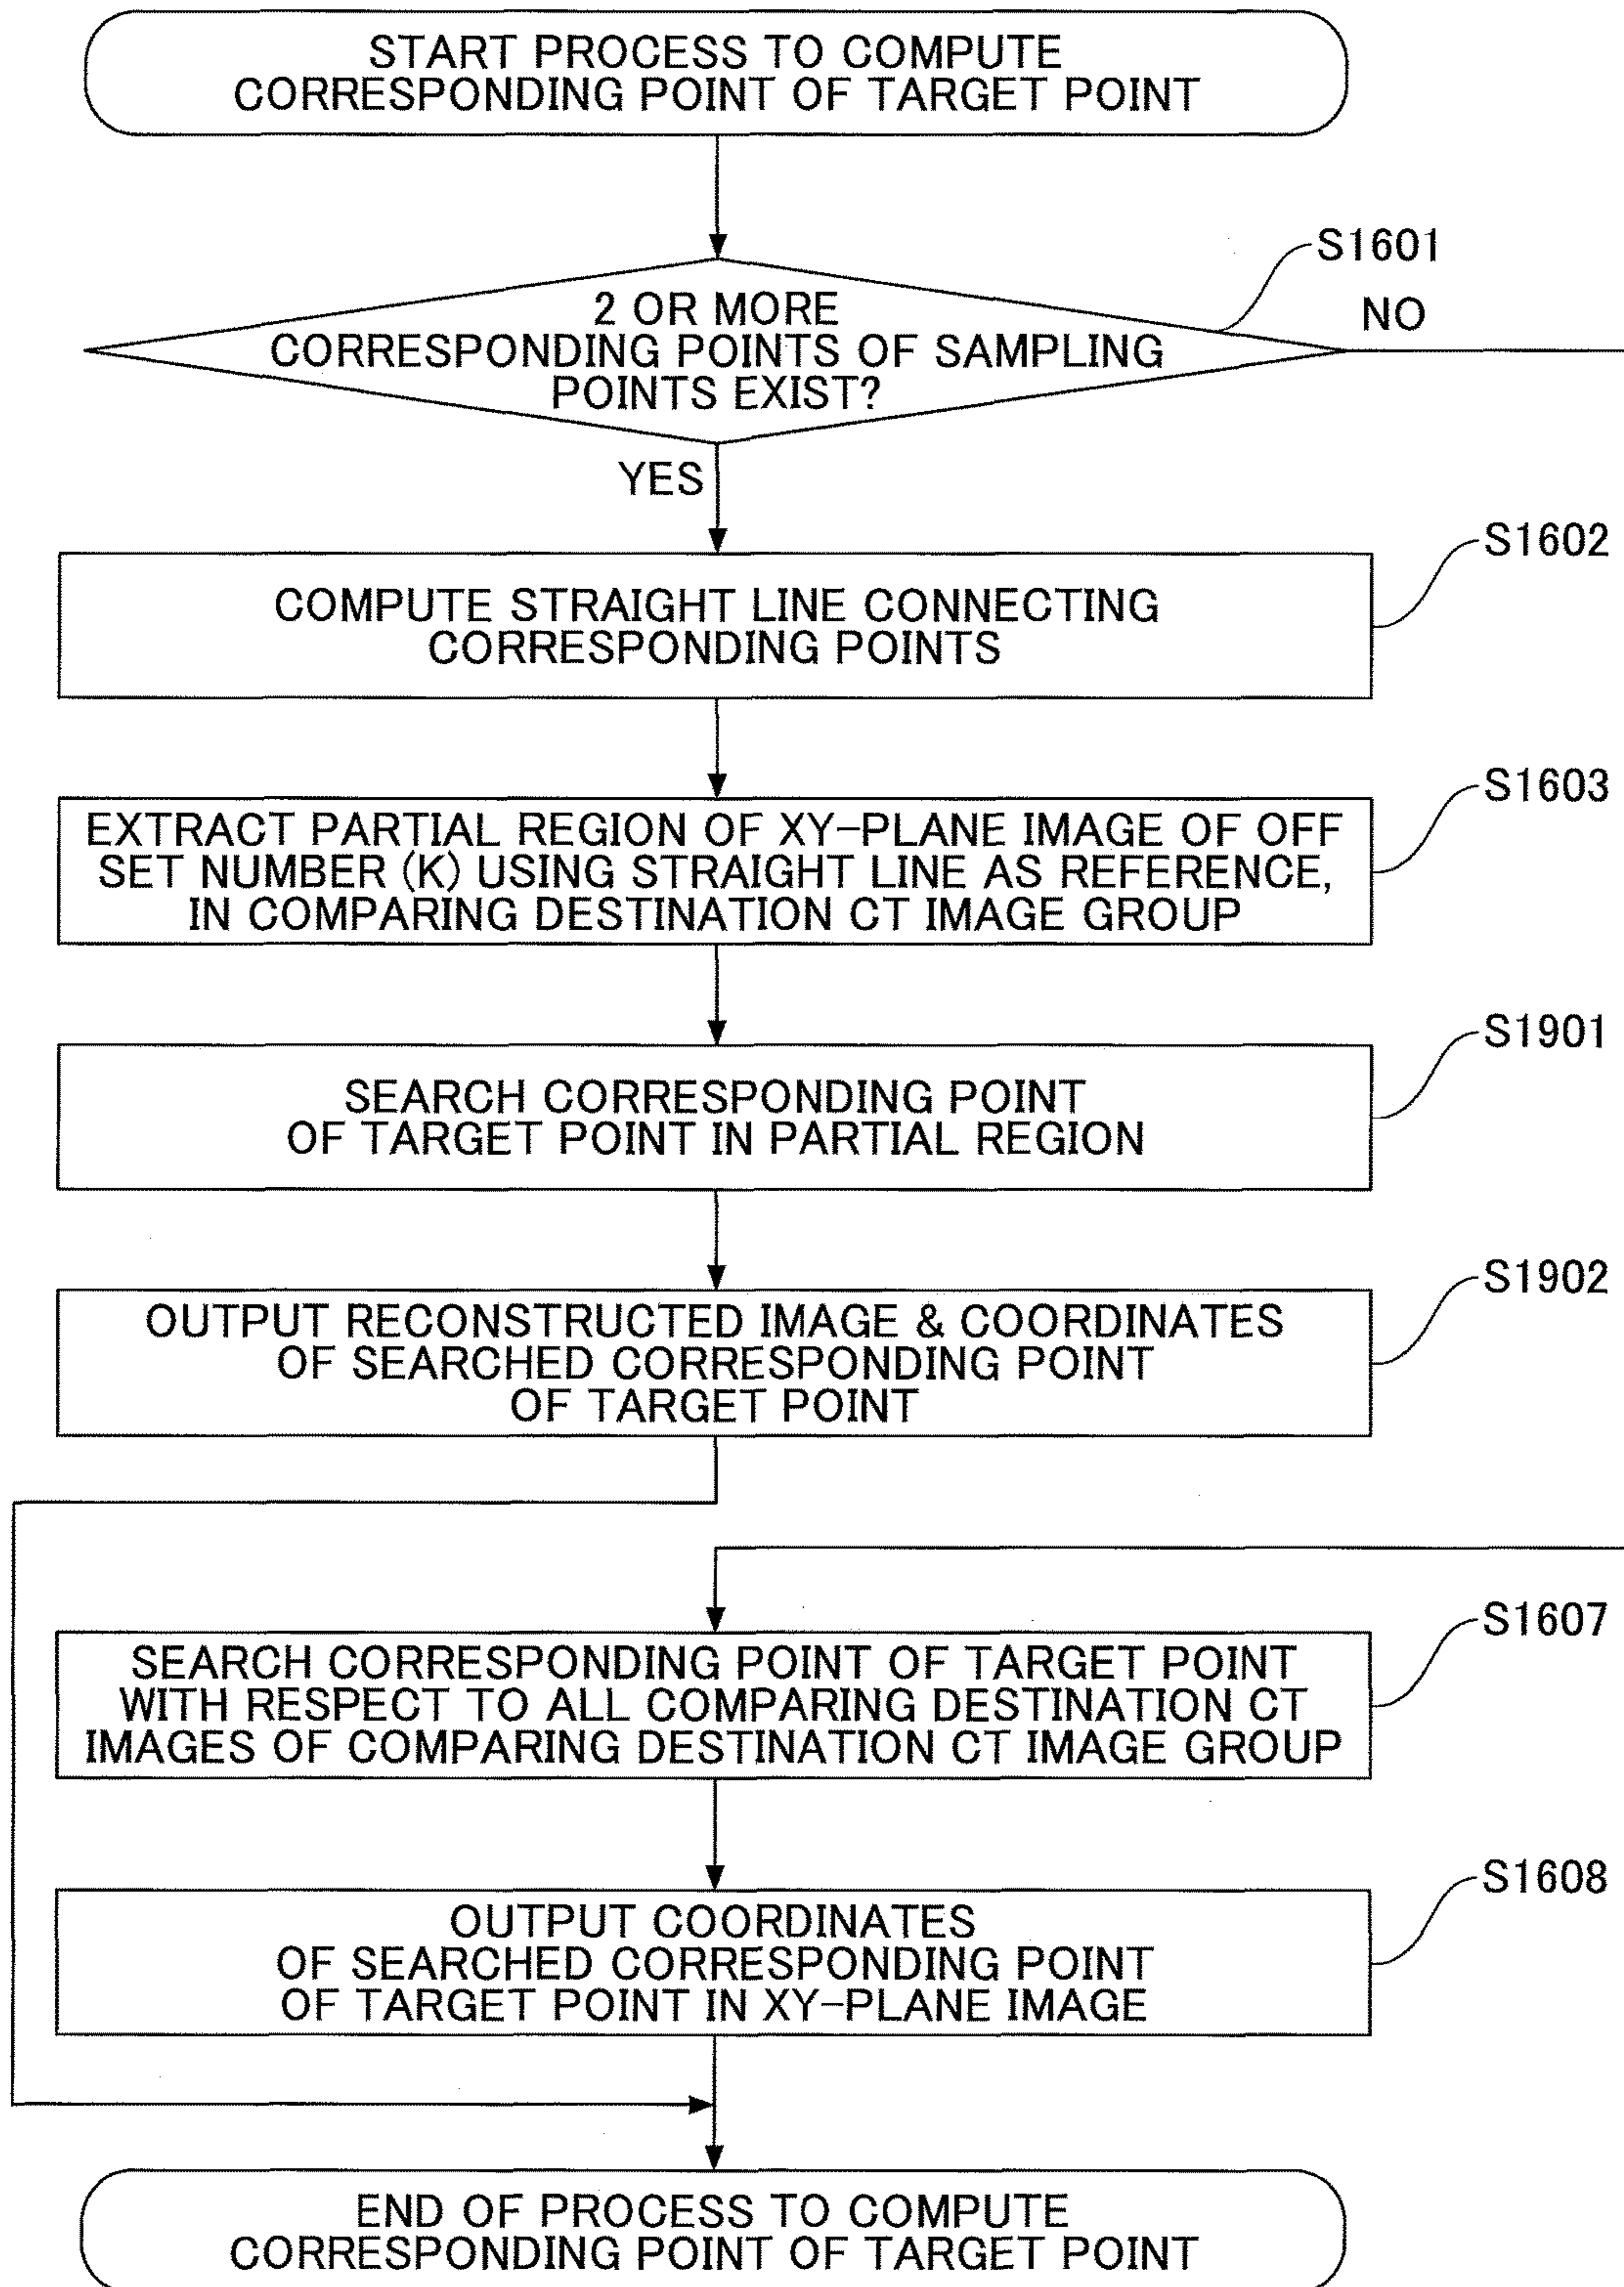 START PROCESS TO COMPUTE
CORRESPONDING POINT OF TARGET POINT
S1601
2 OR MORE
CORRESPONDING POINTS OF SAMPLING
POINTS EXIST?
NO
YES
S1602
COMPUTE STRAIGHT LINE CONNECTING
CORRESPONDING POINTS
S1603
EXTRACT PARTIAL REGION OF XY-PLANE IMAGE OF OFF
SET NUMBER (K) USING STRAIGHT LINE AS REFERENCE,
IN COMPARING DESTINATION CT IMAGE GROUP
S1901
SEARCH CORRESPONDING POINT
OF TARGET POINT IN PARTIAL REGION
S1902
OUTPUT RECONSTRUCTED IMAGE & COORDINATES
OF SEARCHED CORRESPONDING POINT
OF TARGET POINT
S1607
SEARCH CORRESPONDING POINT OF TARGET POINT
WITH RESPECT TO ALL COMPARING DESTINATION CT
IMAGES OF COMPARING DESTINATION CT IMAGE GROUP
S1608
OUTPUT COORDINATES
OF SEARCHED CORRESPONDING POINT
OF TARGET POINT IN XY-PLANE IMAGE
END OF PROCESS TO COMPUTE
CORRESPONDING POINT OF TARGET POINT